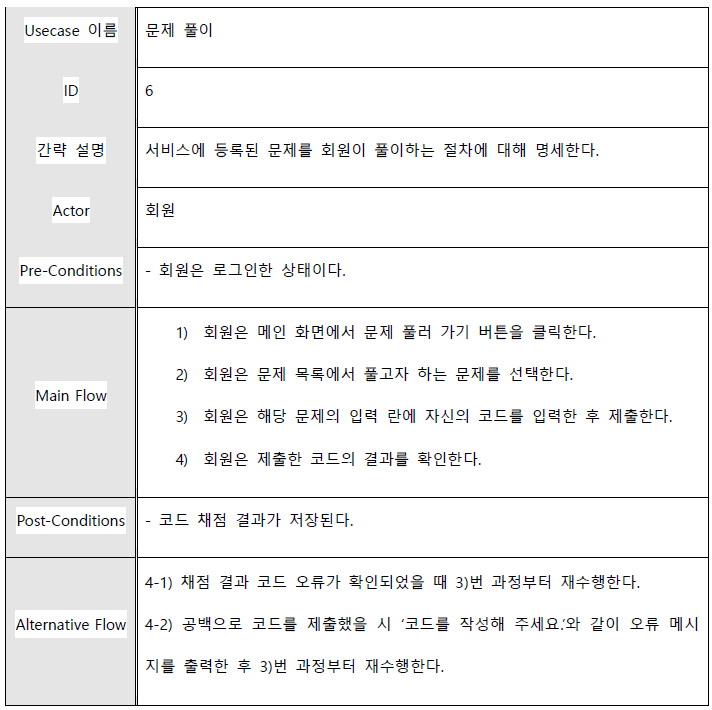 Usecase 이름
문제 풀이
ID
6
간략 설명
서비스에 등록된 문제를 회원이 풀이하는 절차에 대해 명세한다.
Actor
회원
Pre-Conditions
- 회원은 로그인한 상태이다.
Main Flow
1) 회원은 메인 화면에서 문제 풀러 가기 버튼을 클릭한다.
2) 회원은 문제 목록에서 풀고자 하는 문제를 선택한다.
3) 회원은 해당 문제의 입력 란에 자신의 코드를 입력한 후 제출한다.
4) 회원은 제출한 코드의 결과를 확인한다.
Post-Conditions
- 코드 채점 결과가 저장된다.
Alternative Flow
4-1) 채점 결과 코드 오류가 확인되었을 때 3)번 과정부터 재수행한다.
4-2) 공백으로 코드를 제출했을 시 ‘코드를 작성해 주세요.’와 같이 오류 메시
지를 출력한 후 3)번 과정부터 재수행한다.